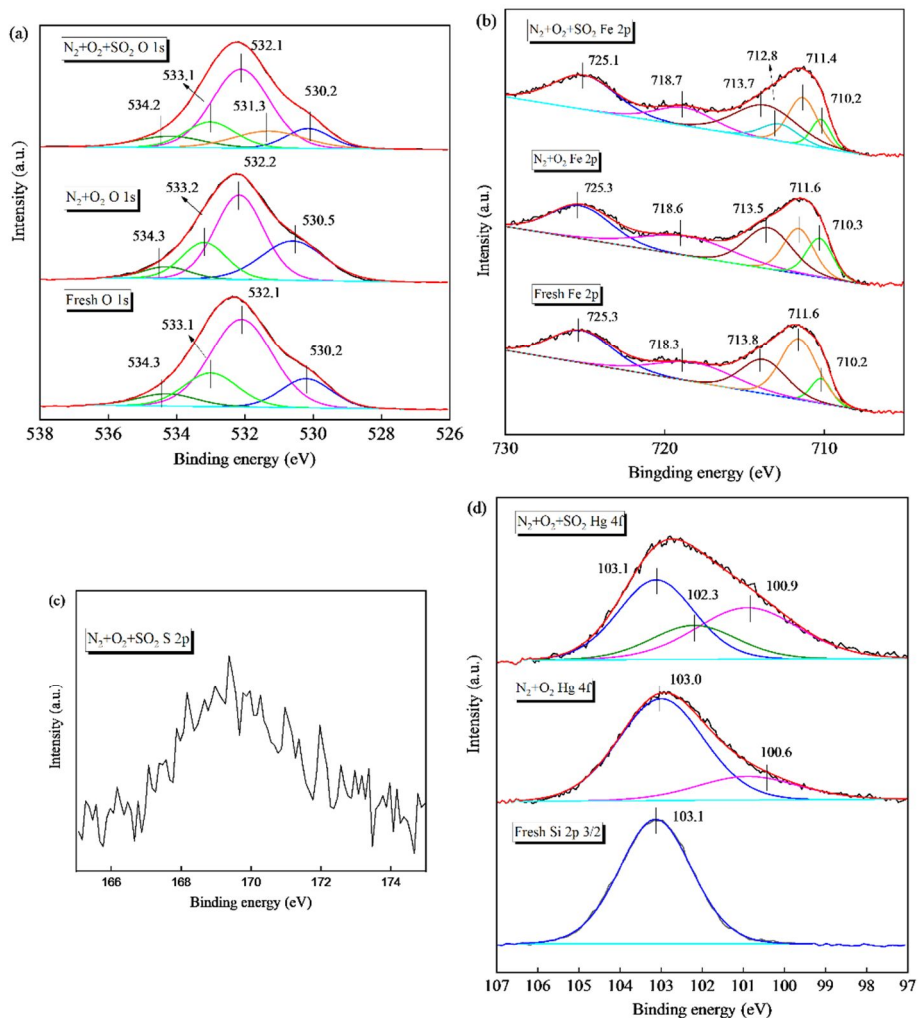 (a)
N₂+O₂+SO₂ O 1s
532.1
533.1
534.2
531.3
530.2
N₂+O₂ O 1s
532.2
533.2
534.3
530.5
Fresh O 1s
532.1
533.1
534.3
530.2
Intensity (a.u.)
538 536 534 532 530 528 526
Binding energy (eV)
(b)
N₂+O₂+SO₂ Fe 2p
725.1
718.7
713.7
712.8
711.4
710.2
N₂+O₂ Fe 2p
725.3
718.6
713.5
711.6
710.3
Fresh Fe 2p
725.3
718.3
713.8
711.6
710.2
Intensity (a.u.)
730 720 710
Bingding energy (eV)
(c)
N₂+O₂+SO₂ S 2p
Intensity (a.u.)
166 168 170 172 174
Binding energy (eV)
(d)
N₂+O₂+SO₂ Hg 4f
103.1
102.3
100.9
N₂+O₂ Hg 4f
103.0
100.6
Fresh Si 2p 3/2
103.1
Intensity (a.u.)
107 106 105 104 103 102 101 100 99 98 97
Binding energy (eV)